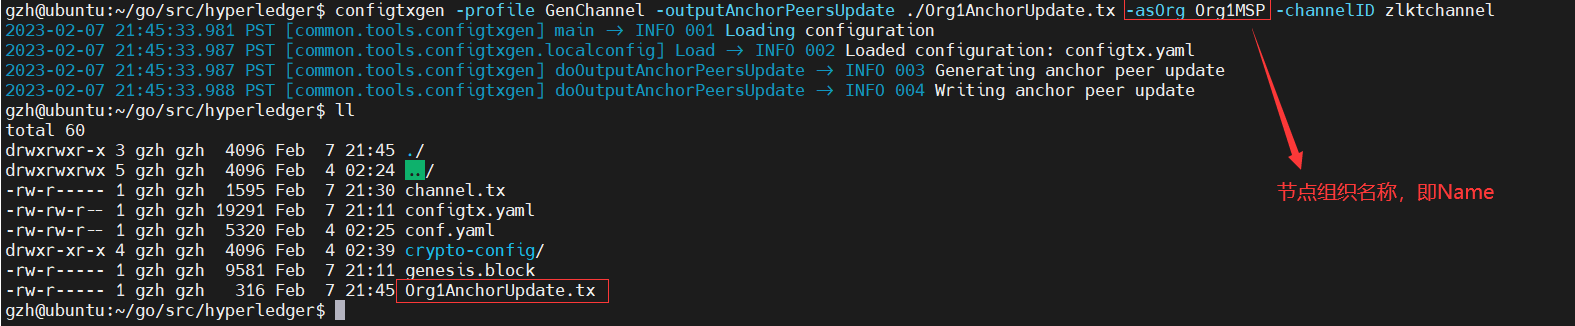 gzh@ubuntu:~/go/src/hyperledger$ configtxgen -profile GenChannel -outputAnchorPeersUpdate ./Org1AnchorUpdate.tx -asOrg Org1MSP -channelID zlktchannel
2023-02-07 21:45:33.981 PST [common.tools.configtxgen] main -> INFO 001 Loading configuration
2023-02-07 21:45:33.987 PST [common.tools.configtxgen.localconfig] Load -> INFO 002 Loaded configuration: configtx.yaml
2023-02-07 21:45:33.987 PST [common.tools.configtxgen] doOutputAnchorPeersUpdate -> INFO 003 Generating anchor peer update
2023-02-07 21:45:33.988 PST [common.tools.configtxgen] doOutputAnchorPeersUpdate -> INFO 004 Writing anchor peer update
gzh@ubuntu:~/go/src/hyperledger$ ll
total 60
drwxrwxr-x 3 gzh gzh  4096 Feb  7 21:45 ./
drwxrwxrwx 5 gzh gzh  4096 Feb  4 02:24 ../
-rw-r----- 1 gzh gzh  1595 Feb  7 21:30 channel.tx
节点组织名称，即Name
-rw-rw-r-- 1 gzh gzh 19291 Feb  7 21:11 configtx.yaml
-rw-rw-r-- 1 gzh gzh  5320 Feb  4 02:25 conf.yaml
drwxr-xr-x 4 gzh gzh  4096 Feb  4 02:39 crypto-config/
-rw-r----- 1 gzh gzh  9581 Feb  7 21:11 genesis.block
-rw-r----- 1 gzh gzh   316 Feb  7 21:45 Org1AnchorUpdate.tx
gzh@ubuntu:~/go/src/hyperledger$